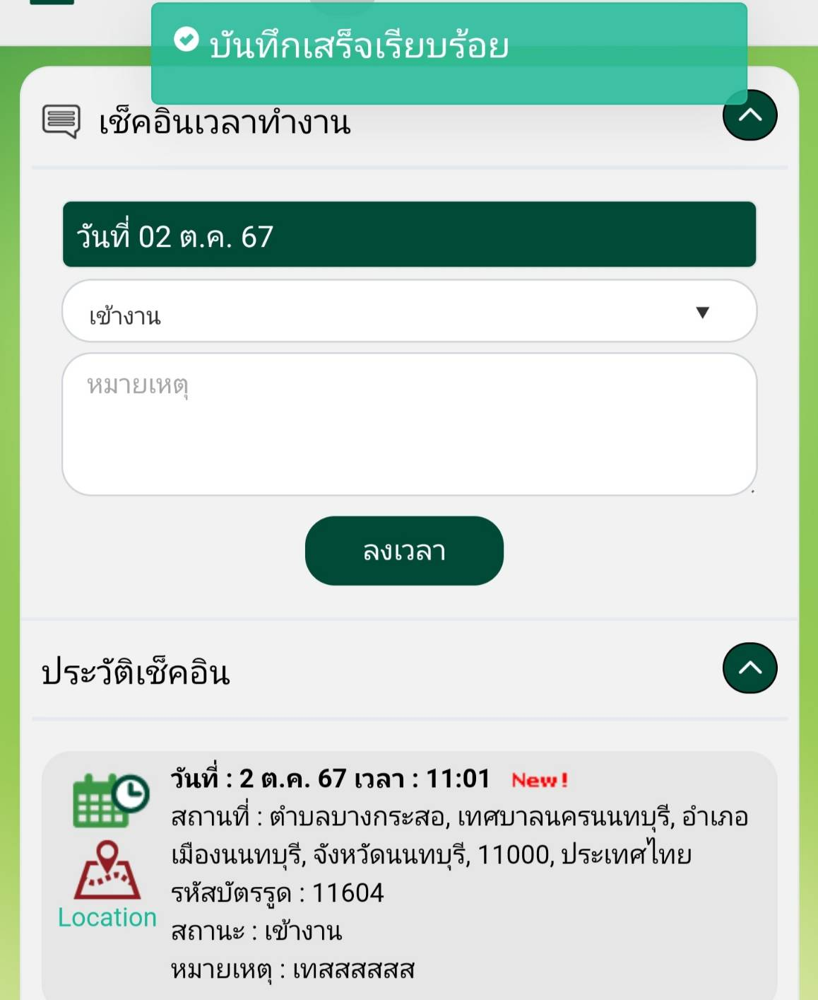 บันทึกเสร็จเรียบร้อย
เช็คอินเวลาทำงาน
วันที่ 02 ต.ค. 67
เข้างาน
หมายเหตุ
ลงเวลา
ประวัติเช็คอิน
วันที่ : 2 ต.ค. 67 เวลา : 11:01 New!
สถานที่ : ตำบลบางกระสอ, เทศบาลนครนนทบุรี, อำเภอ
เมืองนนทบุรี, จังหวัดนนทบุรี, 11000, ประเทศไทย
รหัสบัตรรูด : 11604
Location
สถานะ : เข้างาน
หมายเหตุ : เทสสสสสส